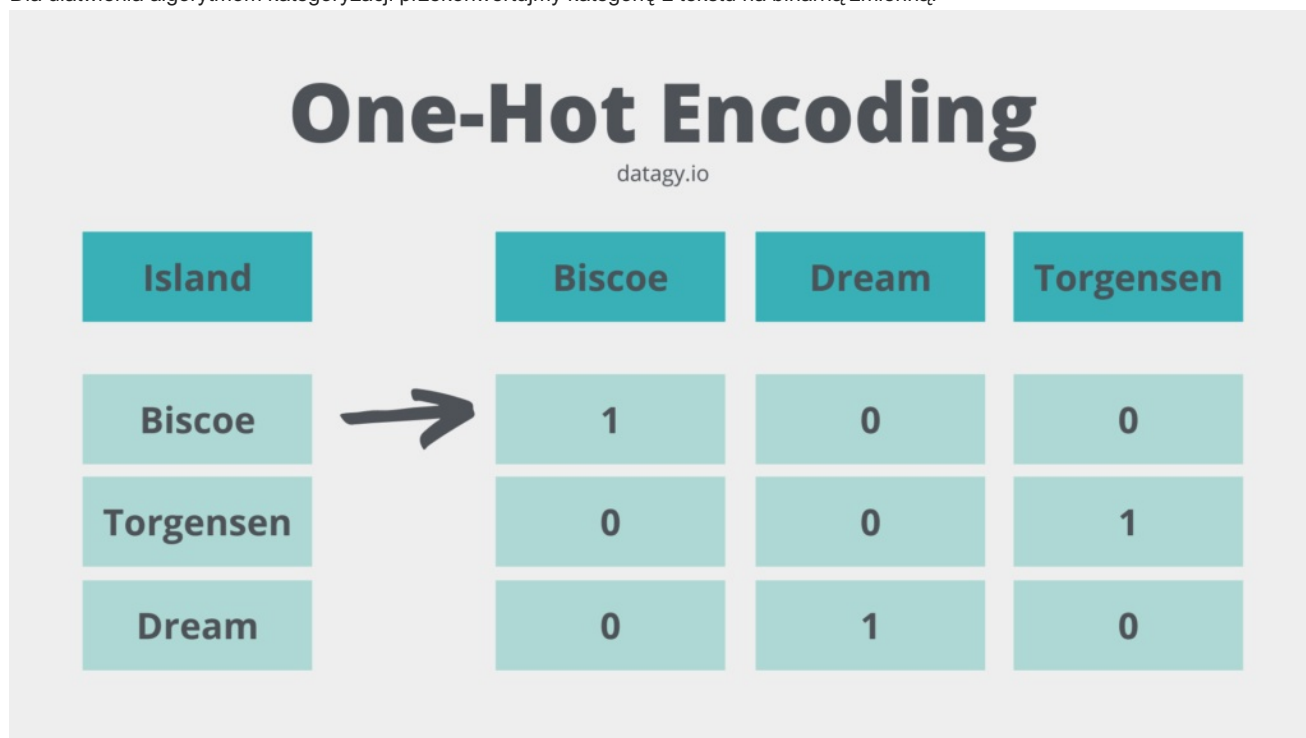 Dla ułatwienia algorytmom kategoryzacji przekonwertujmy kategorię z tekstu na binarną zmienną.
One-Hot Encoding
datagy.io
Island Biscoe Dream Torgensen
Biscoe 1 0 0
Torgensen 0 0 1
Dream 0 1 0